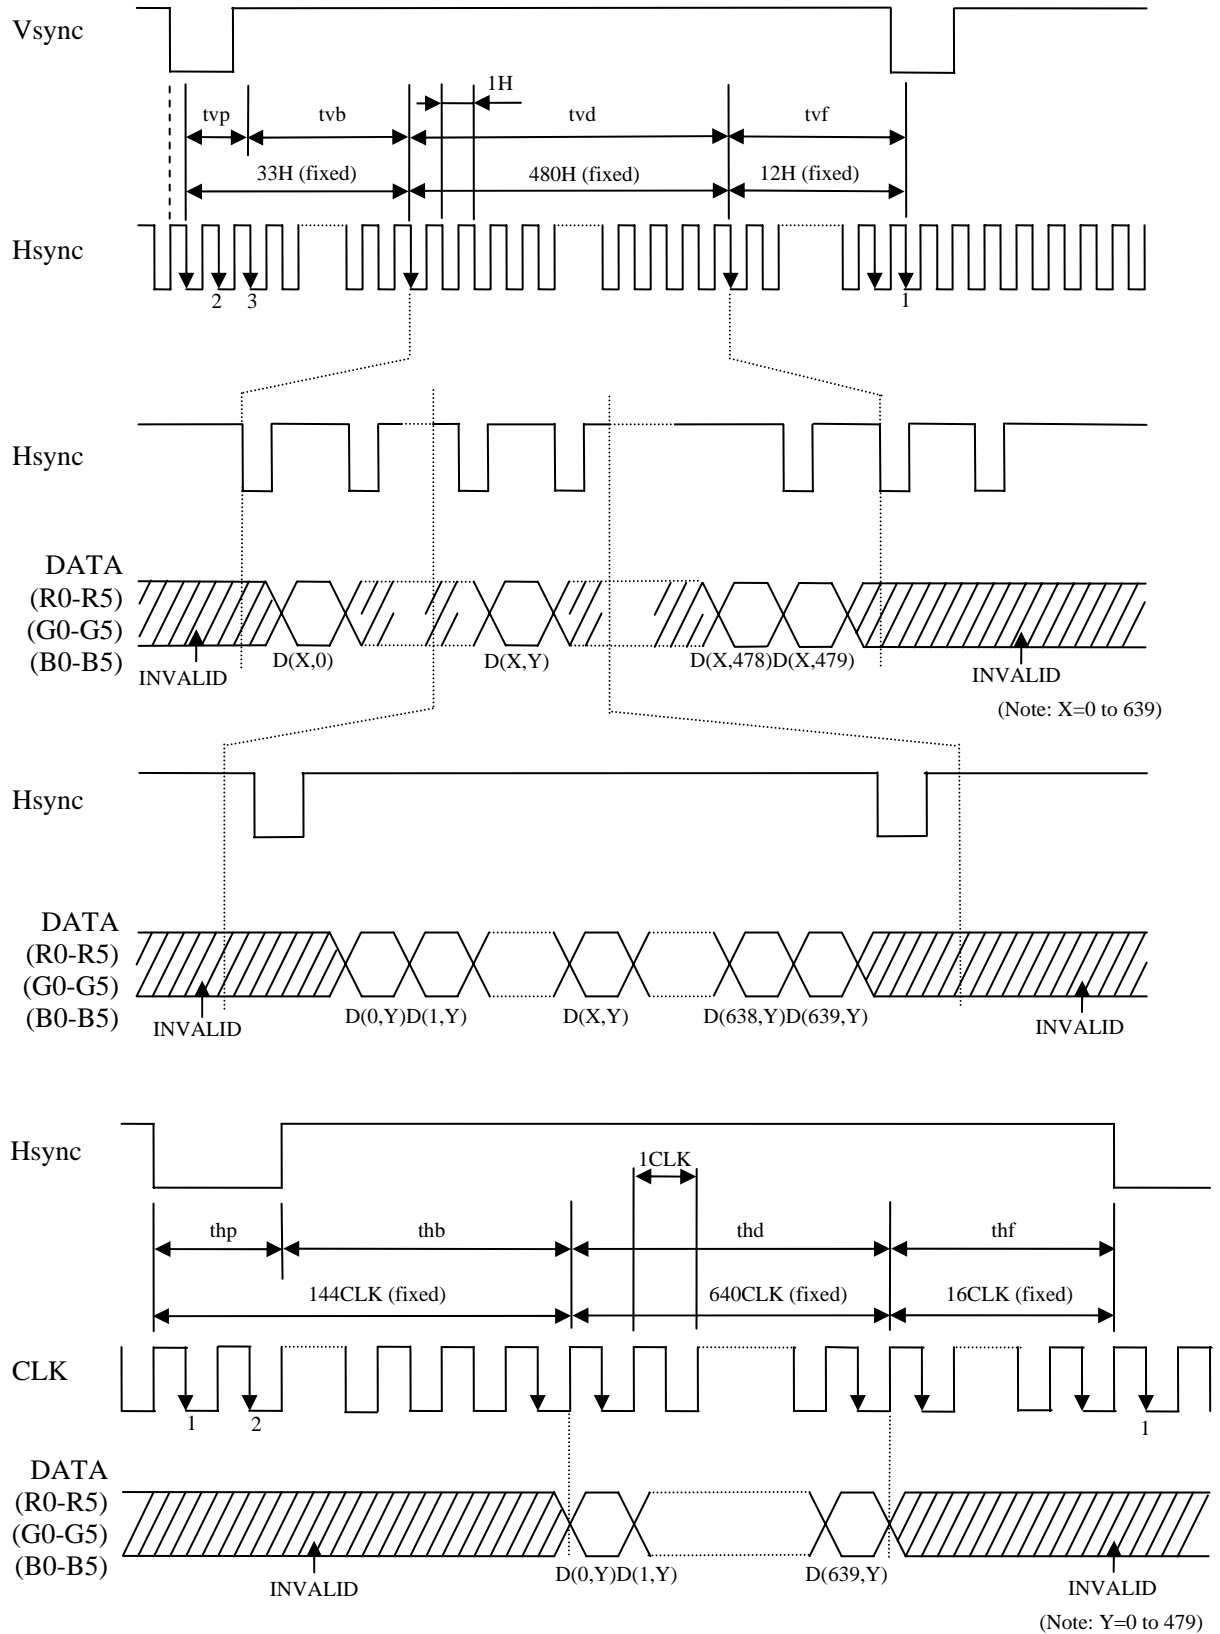 Vsync
1H
tvp tvb tvd tvf
33H (fixed) 480H (fixed) 12H (fixed)
Hsync
2 3 1
Hsync
DATA
(R0-R5)
(G0-G5)
(B0-B5)
D(X,0) D(X,Y) D(X,478)D(X,479)
INVALID INVALID
(Note: X=0 to 639)
Hsync
DATA
(R0-R5)
(G0-G5)
(B0-B5)
D(0,Y)D(1,Y) D(X,Y) D(638,Y)D(639,Y)
INVALID INVALID
Hsync
1CLK
thp thb thd thf
144CLK (fixed) 640CLK (fixed) 16CLK (fixed)
CLK
1 2 1
DATA
(R0-R5)
(G0-G5)
(B0-B5)
D(0,Y)D(1,Y) D(639,Y)
INVALID INVALID
(Note: Y=0 to 479)